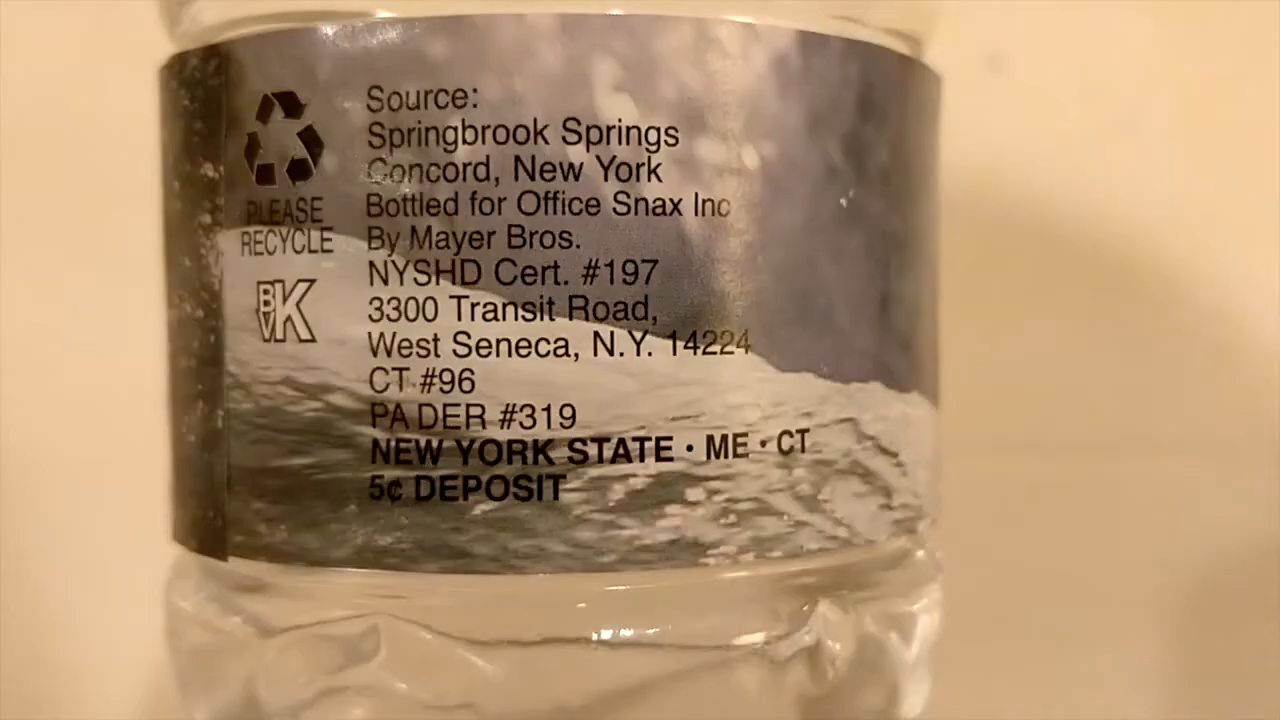 Source:
Springbrook Springs
Concord, New York
Bottled for Office Snax Inc
By Mayer Bros.
NYSHD Cert. #197
3300 Transit Road,
West Seneca, N.Y. 14224
CT #96
PA DER #319
NEW YORK STATE • ME • CT
5¢ DEPOSIT
PLEASE
RECYCLE
BVK